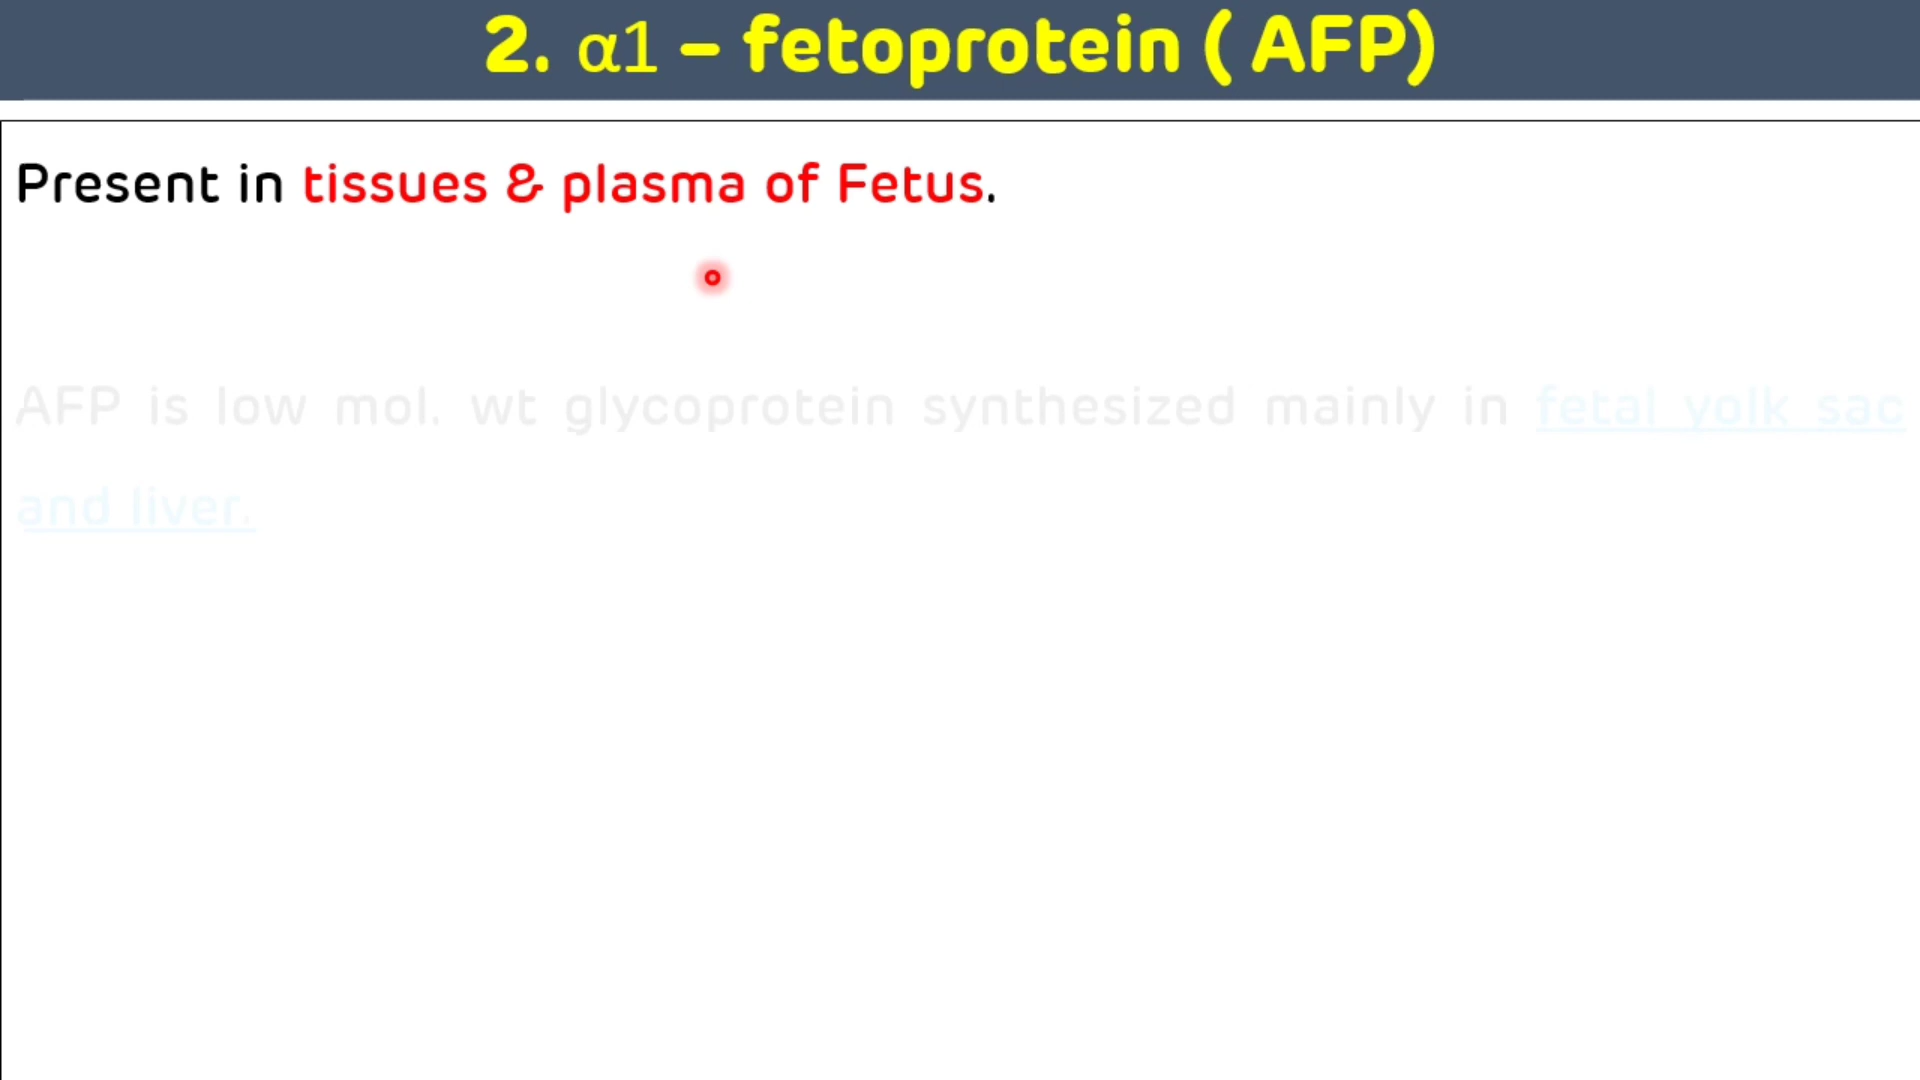 2. α1 – fetoprotein ( AFP)
Present in tissues & plasma of Fetus.
AFP is low mol. wt glycoprotein synthesized mainly in fetal yolk sac
and liver.